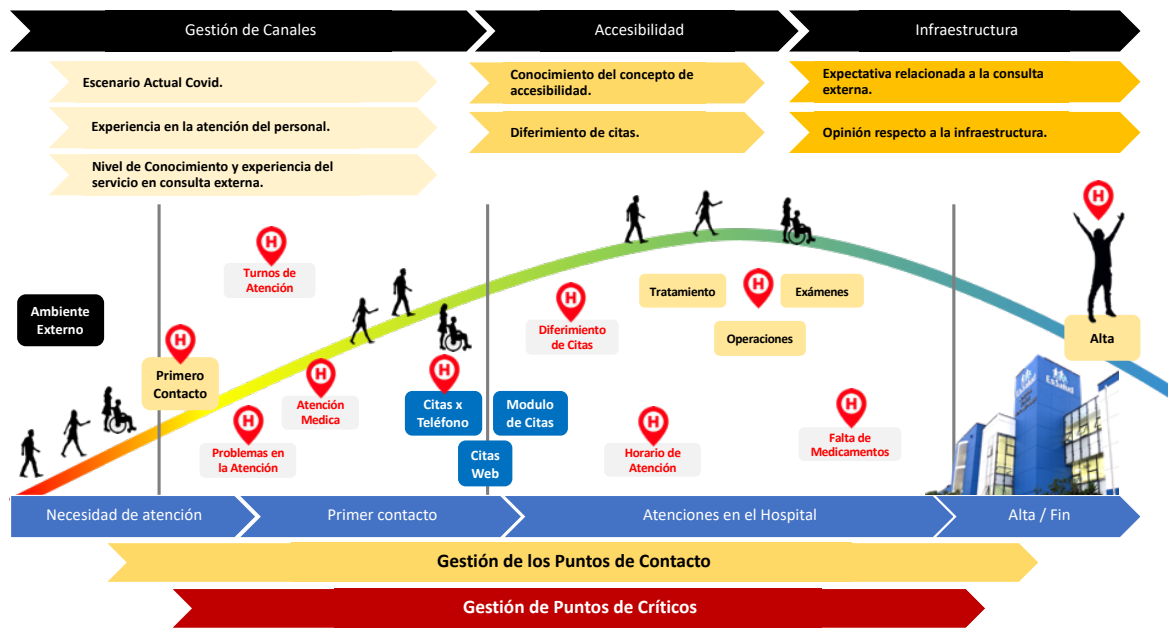 Gestión de Canales
Accesibilidad
Infraestructura
Escenario Actual Covid.
Experiencia en la atención del personal.
Nivel de Conocimiento y experiencia del
servicio en consulta externa.
Conocimiento del concepto de
accesibilidad.
Diferimiento de citas.
Expectativa relacionada a la consulta
externa.
Opinión respecto a la infraestructura.
H
H
Turnos de
Atención
Ambiente
Externo
H
Primero
Contacto
H
Atención
Medica
H
Problemas en
la Atención
H
Citas x
Teléfono
Modulo
de Citas
Citas
Web
H
Diferimiento
de Citas
Tratamiento
H
Exámenes
Operaciones
H
Horario de
Atención
H
Falta de
Medicamentos
Alta
EsSalud
Necesidad de atención
Primer contacto
Atenciones en el Hospital
Alta / Fin
Gestión de los Puntos de Contacto
Gestión de Puntos de Críticos